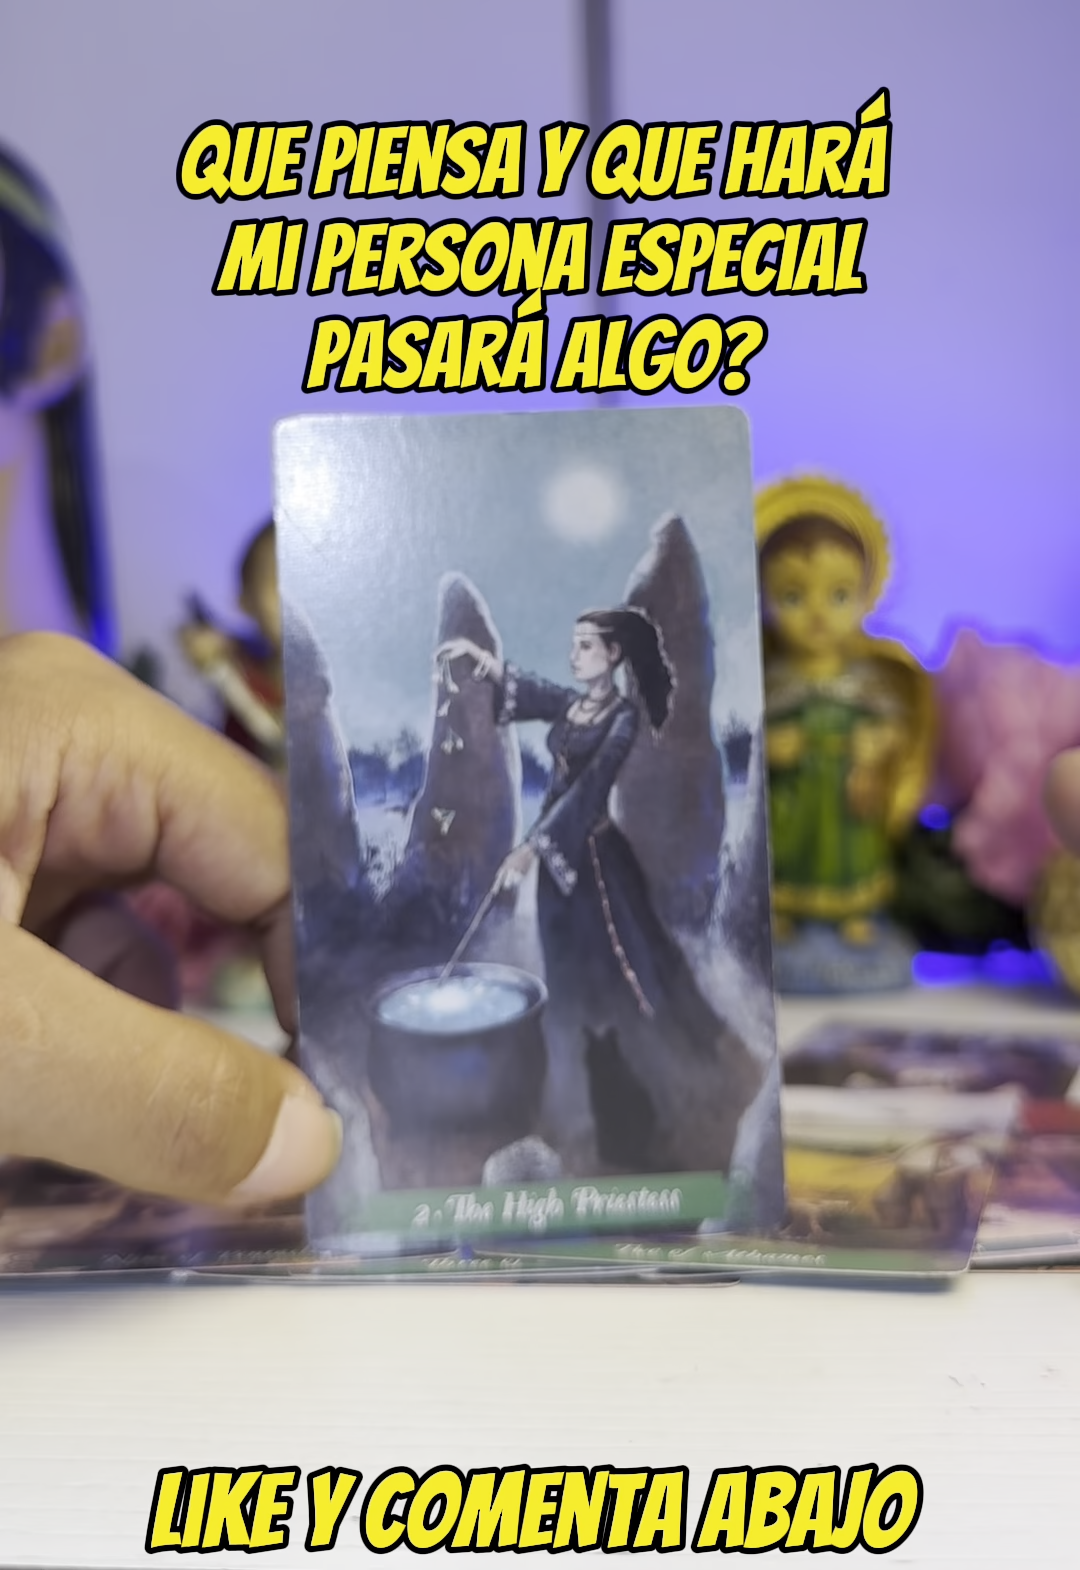 QUE PIENSA Y QUE HARÁ
MI PERSONA ESPECIAL
PASARÁ ALGO?
2 - The High Priestess
LIKE Y COMENTA ABAJO